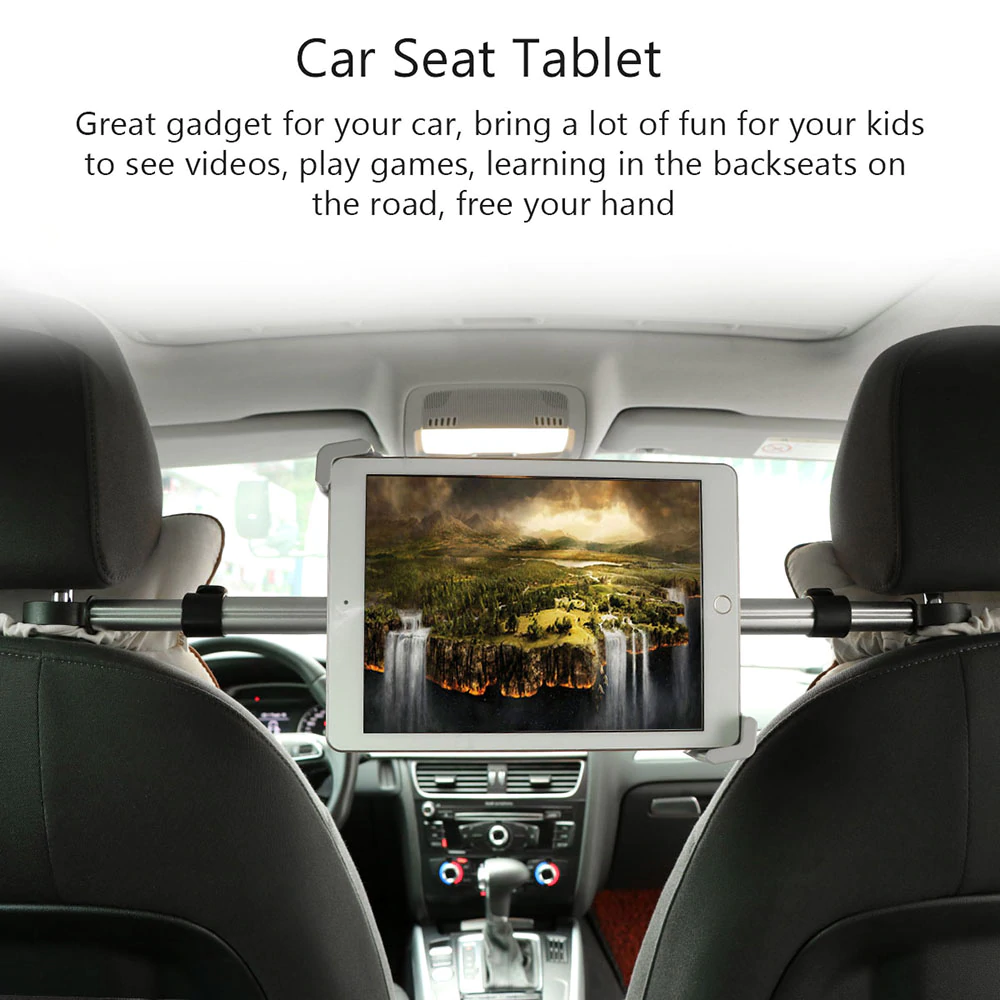 Car Seat Tablet
Great gadget for your car, bring a lot of fun for your kids
to see videos, play games, learning in the backseats on
the road, free your hand